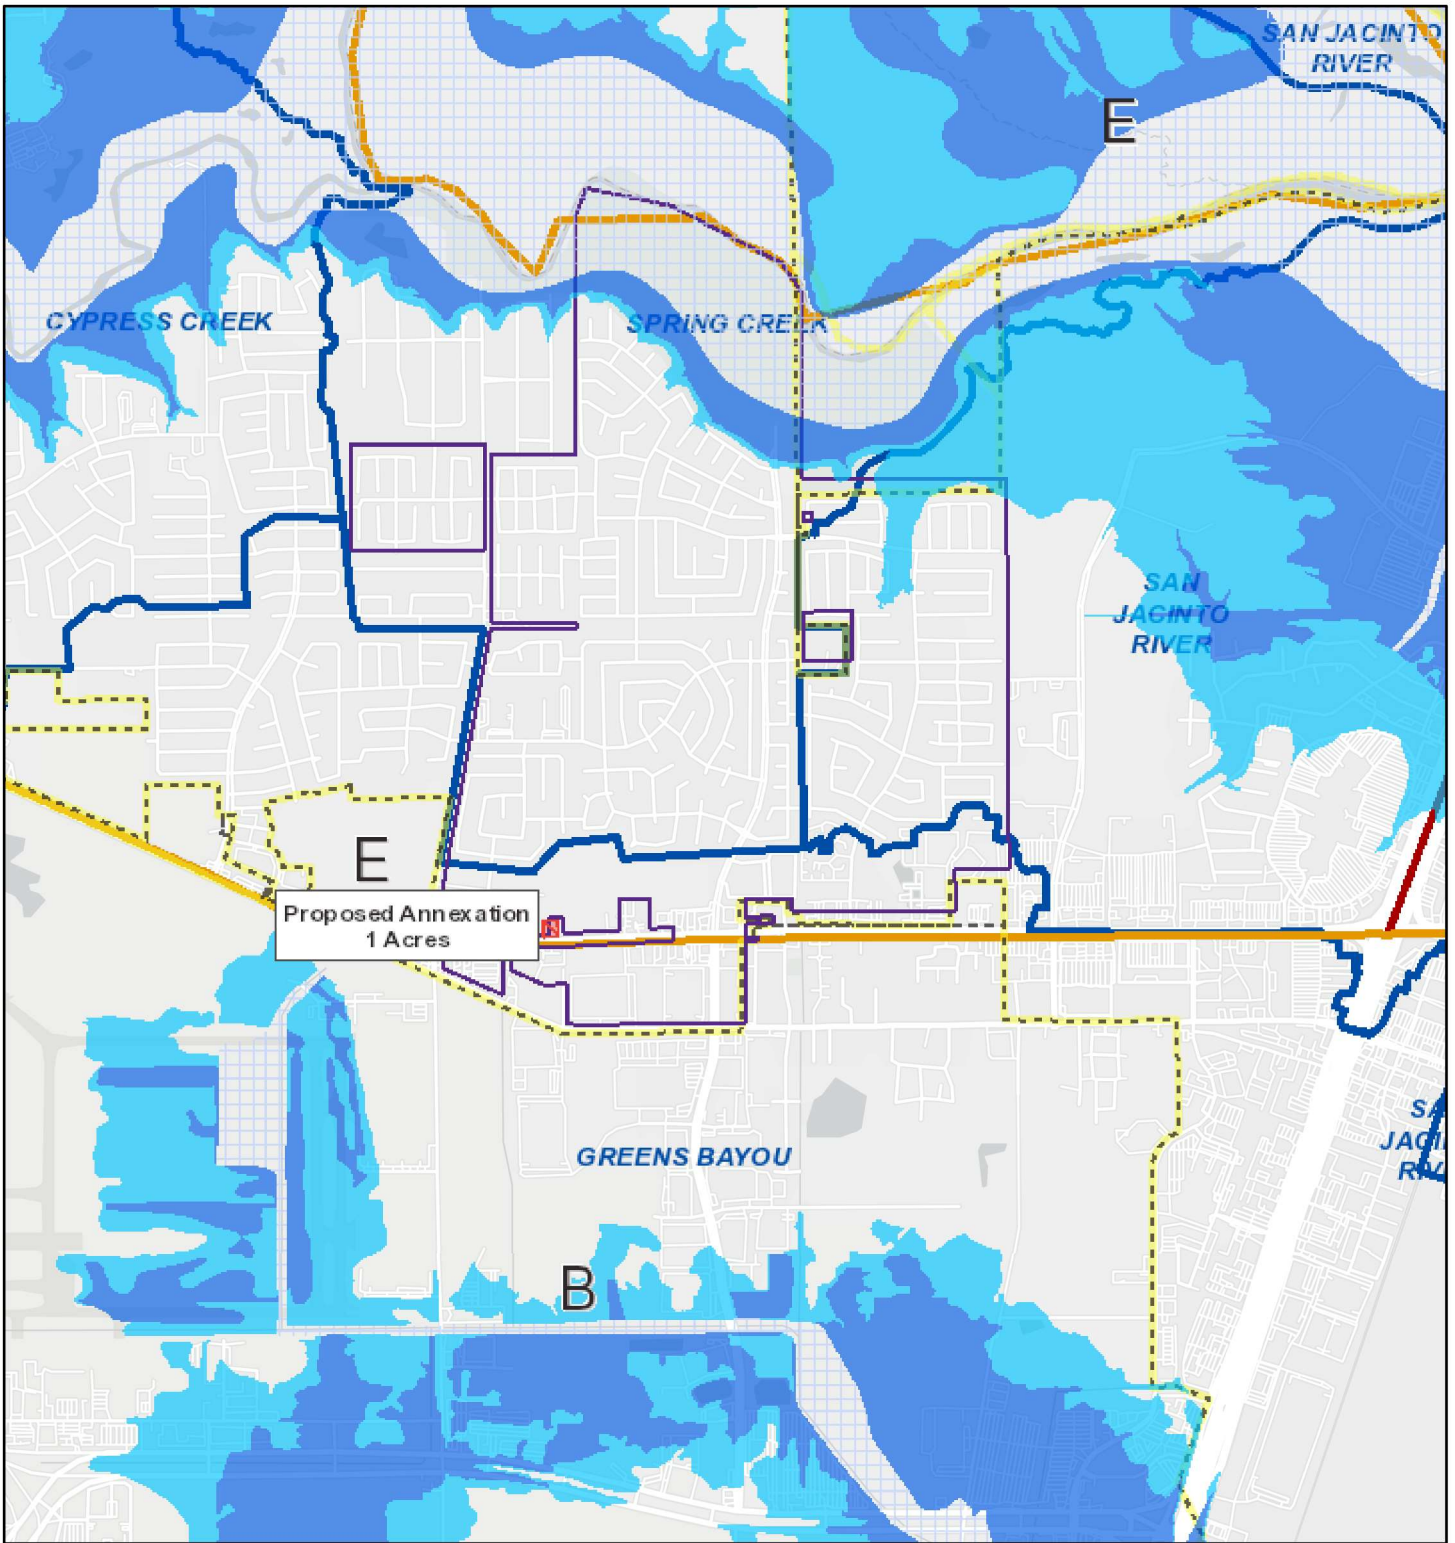 SAN JACINTO
RIVER
E
CYPRESS CREEK
SPRING CREEK
SAN
JACINTO
RIVER
E
Proposed Annexation
1 Acres
GREENS BAYOU
B